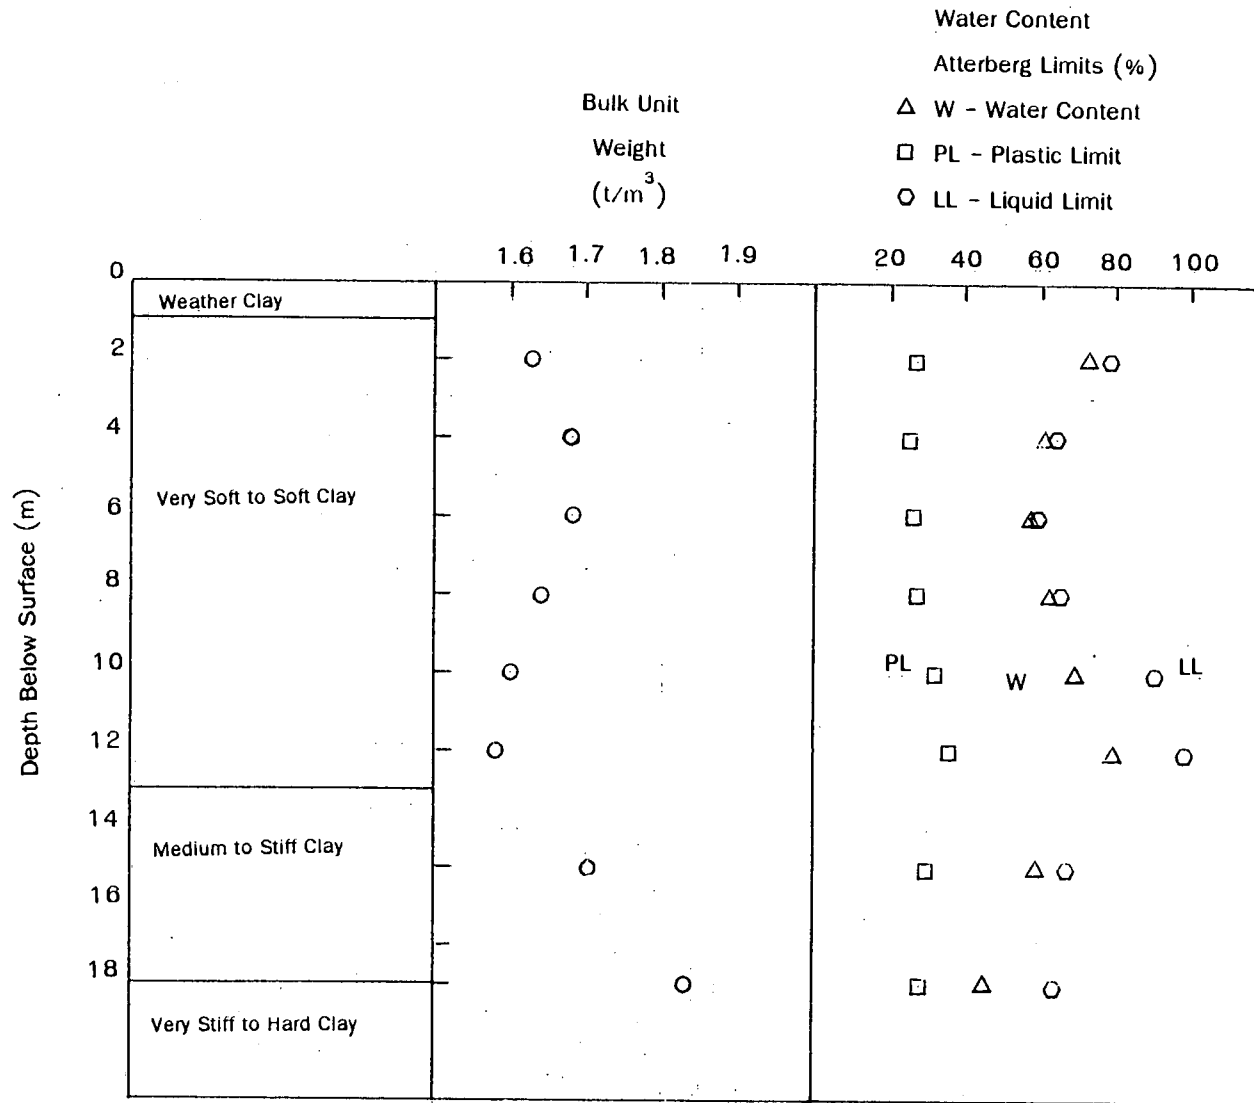 Water Content
Atterberg Limits (%)
Bulk Unit
Weight
(t/m³)
△ W - Water Content
□ PL - Plastic Limit
○ LL - Liquid Limit
1.6 1.7 1.8 1.9
20 40 60 80 100
0
Weather Clay
2
4
Very Soft to Soft Clay
6
8
10
PL W LL
12
14
Medium to Stiff Clay
16
18
Very Stiff to Hard Clay
Depth Below Surface (m)